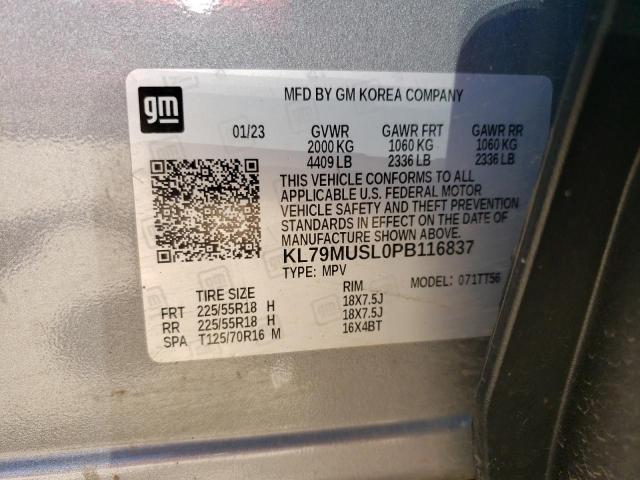 gm
MFD BY GM KOREA COMPANY
01/23 GVWR GAWR FRT GAWR RR
2000 KG 1060 KG 1060 KG
4409 LB 2336 LB 2336 LB
THIS VEHICLE CONFORMS TO ALL
APPLICABLE U.S. FEDERAL MOTOR
VEHICLE SAFETY AND THEFT PREVENTION
STANDARDS IN EFFECT ON THE DATE OF
MANUFACTURE SHOWN ABOVE.
KL79MUSL0PB116837
TYPE: MPV MODEL: 071TT56
TIRE SIZE RIM
FRT 225/55R18 H 18X7.5J
RR 225/55R18 H 18X7.5J
SPA T125/70R16 M 16X4BT